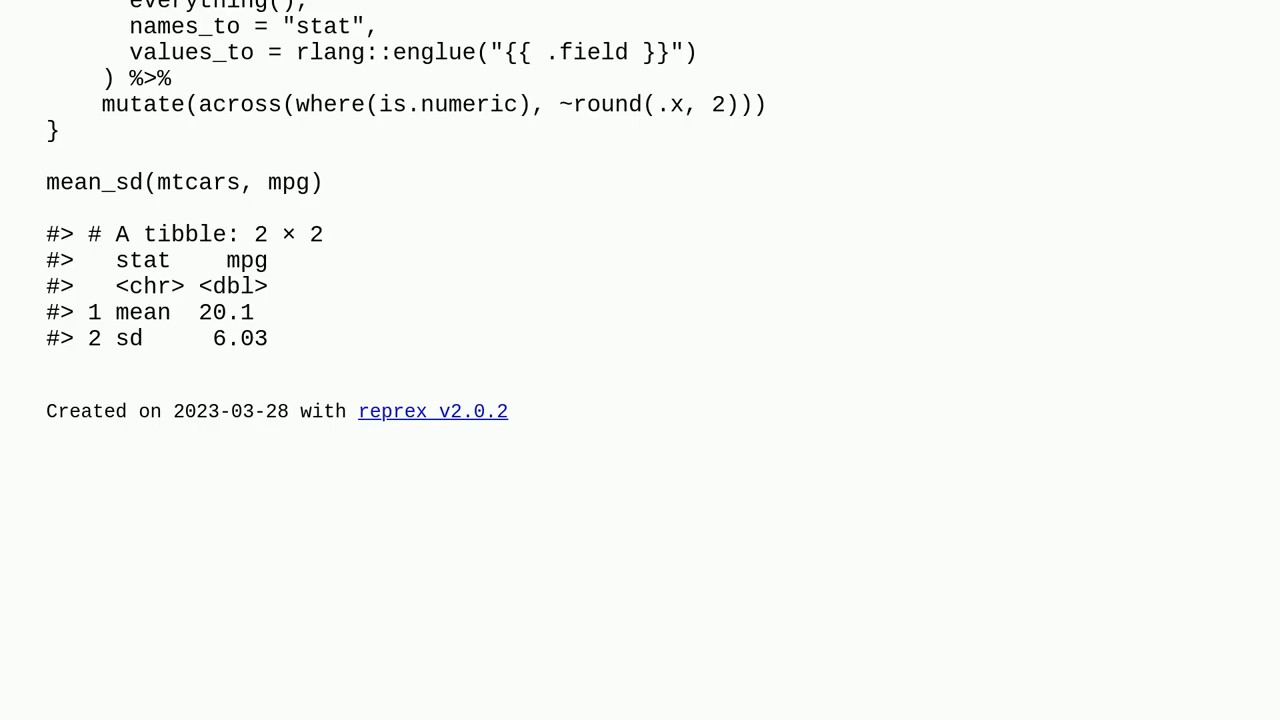 everything(),
names_to = "stat",
values_to = rlang::englue("{{ .field }}")
) %>%
mutate(across(where(is.numeric), ~round(.x, 2)))
}
mean_sd(mtcars, mpg)
#> # A tibble: 2 × 2
#>   stat    mpg
#>   <chr> <dbl>
#> 1 mean  20.1
#> 2 sd     6.03
Created on 2023-03-28 with reprex v2.0.2